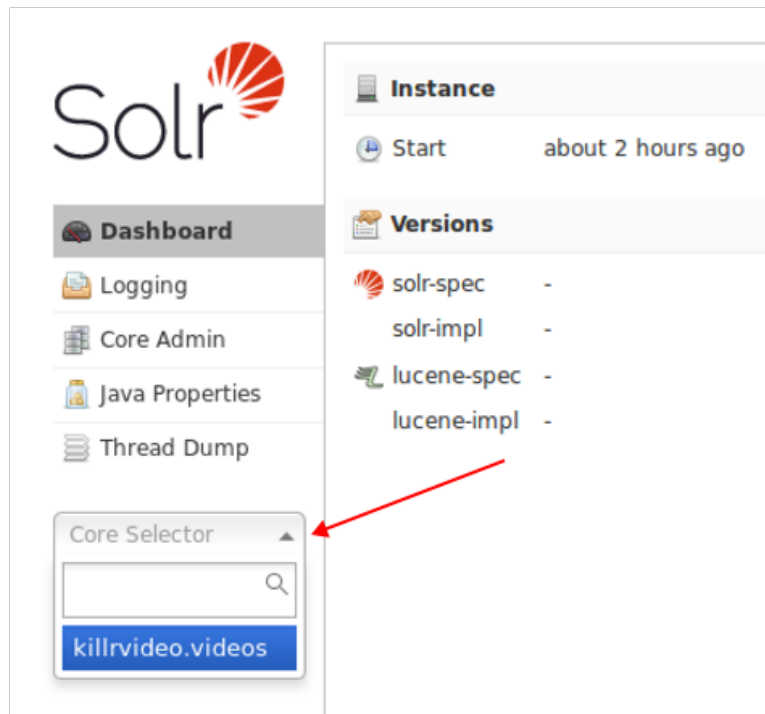 Solr
Dashboard
Logging
Core Admin
Java Properties
Thread Dump
Core Selector
killrvideo.videos
Instance
Start about 2 hours ago
Versions
solr-spec -
solr-impl -
lucene-spec -
lucene-impl -